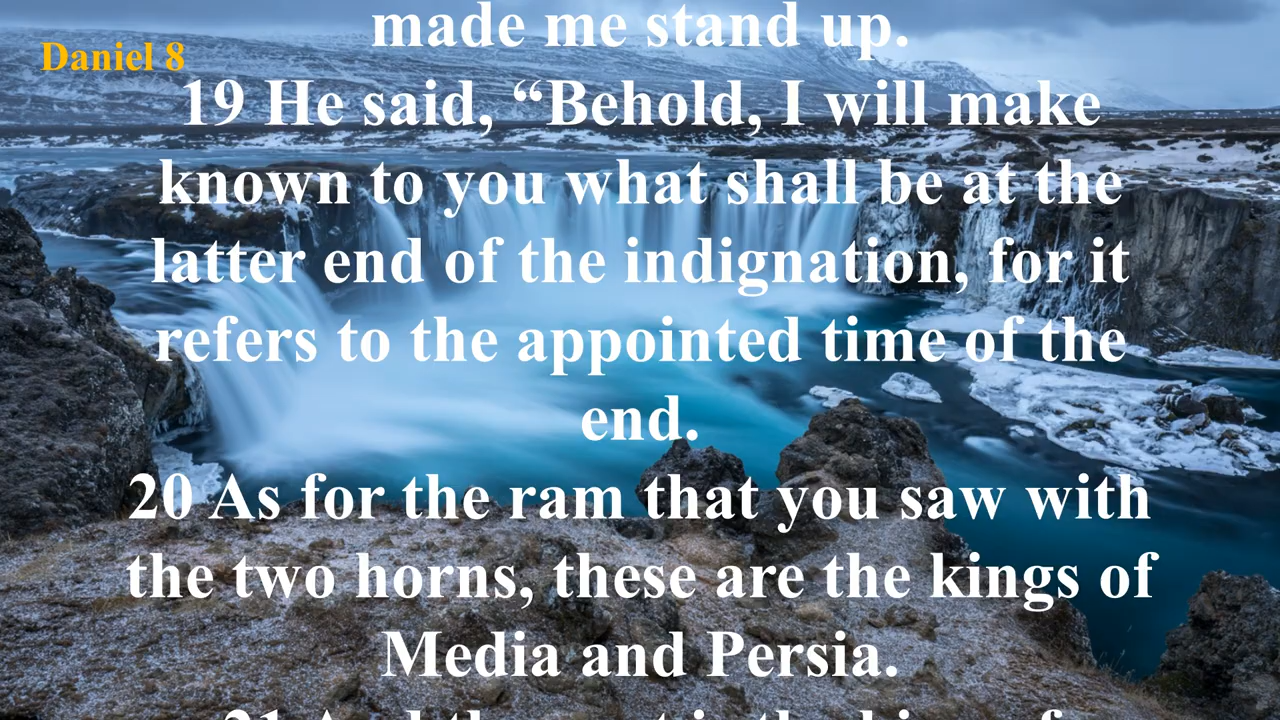 made me stand up.
Daniel 8
19 He said, “Behold, I will make
known to you what shall be at the
latter end of the indignation, for it
refers to the appointed time of the
end.
20 As for the ram that you saw with
the two horns, these are the kings of
Media and Persia.